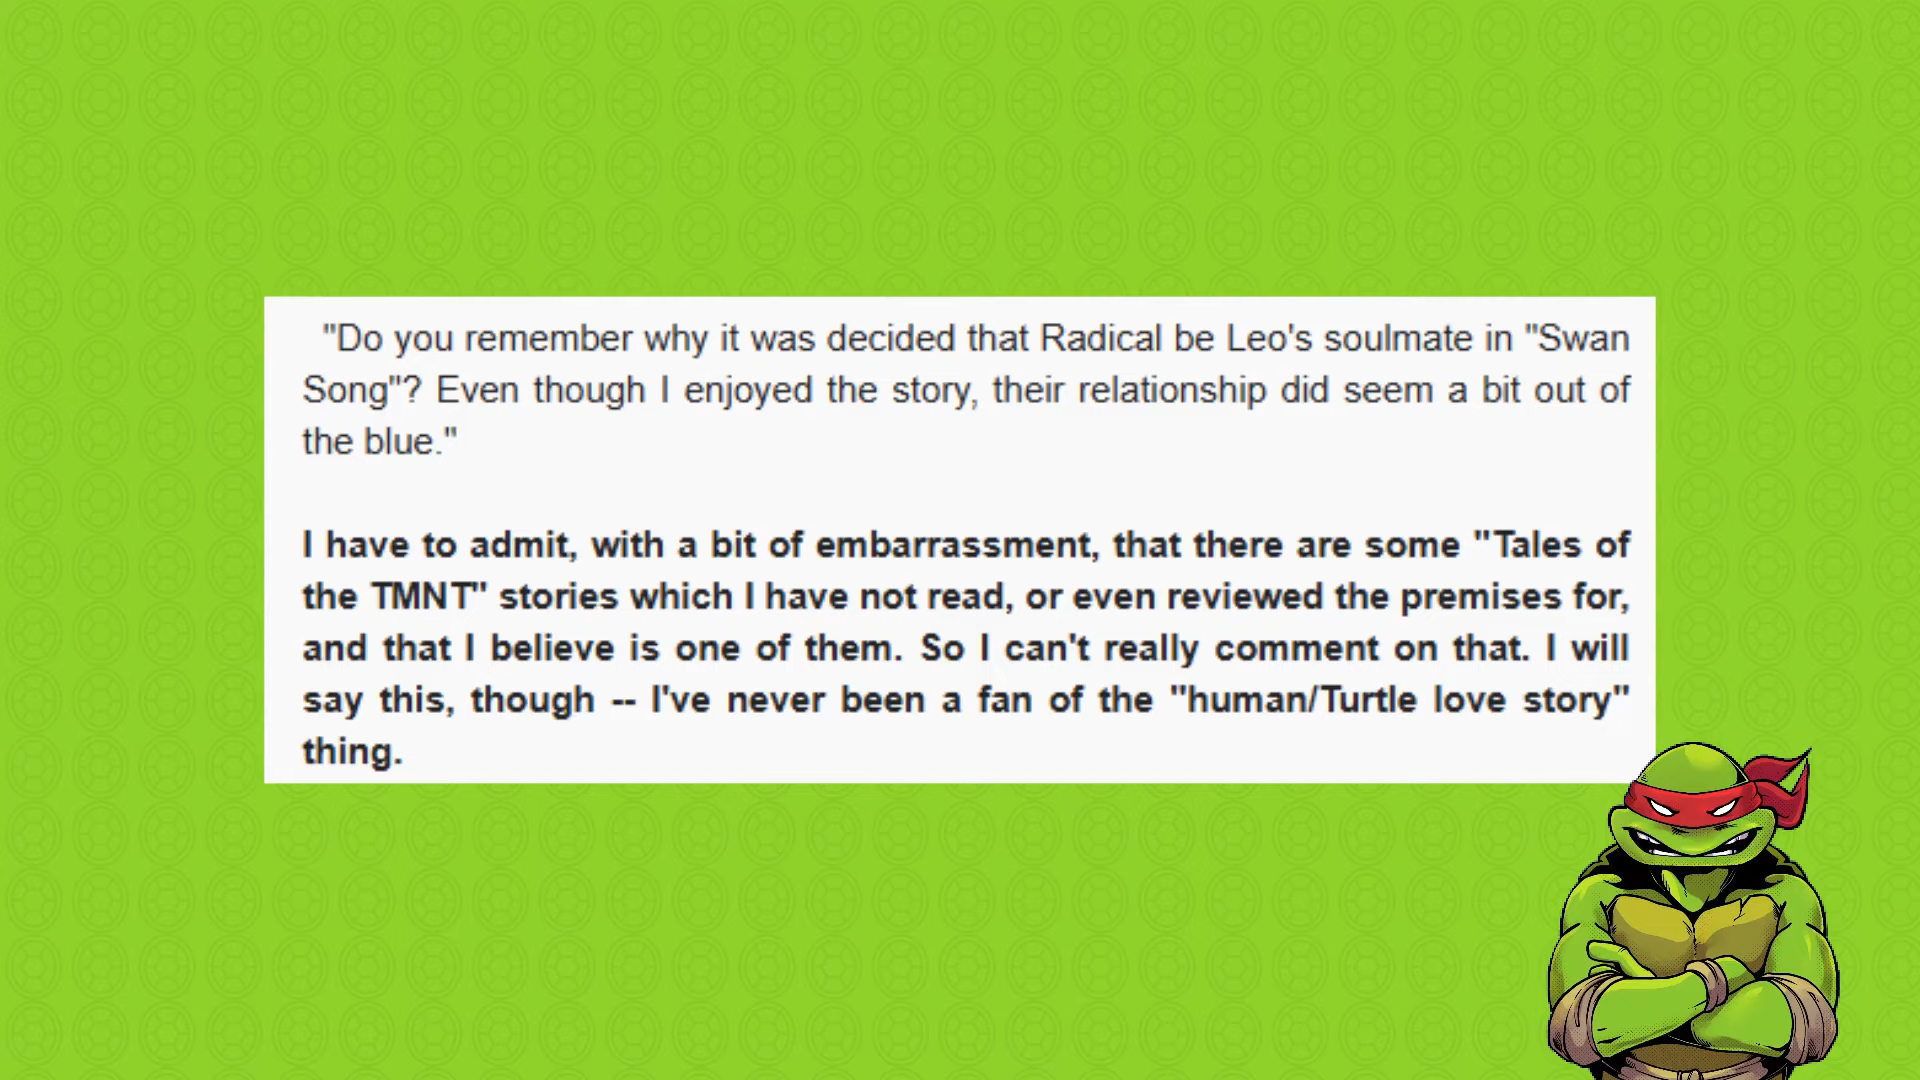 "Do you remember why it was decided that Radical be Leo's soulmate in "Swan
Song"? Even though I enjoyed the story, their relationship did seem a bit out of
the blue."
I have to admit, with a bit of embarrassment, that there are some "Tales of
the TMNT" stories which I have not read, or even reviewed the premises for,
and that I believe is one of them. So I can't really comment on that. I will
say this, though -- I've never been a fan of the "human/Turtle love story"
thing.